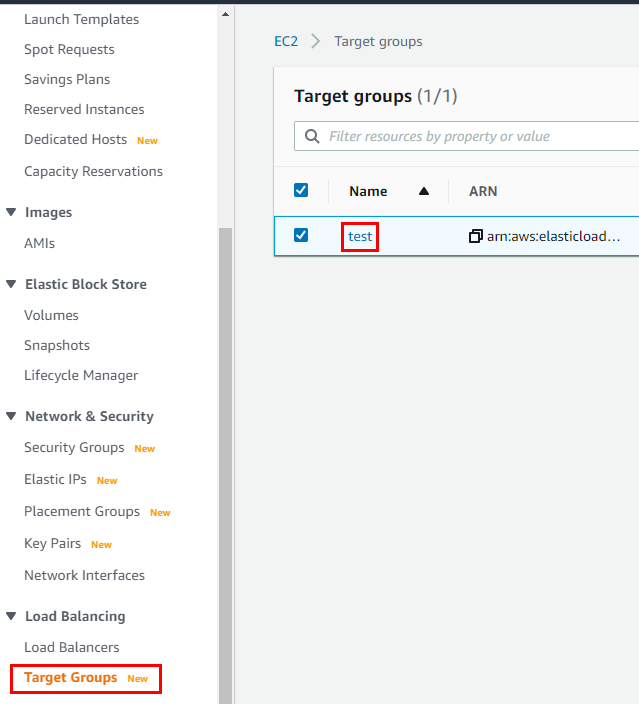 Launch Templates
Spot Requests
Savings Plans
Reserved Instances
Dedicated Hosts New
Capacity Reservations
Images
AMIs
Elastic Block Store
Volumes
Snapshots
Lifecycle Manager
Network & Security
Security Groups New
Elastic IPs New
Placement Groups New
Key Pairs New
Network Interfaces
Load Balancing
Load Balancers
Target Groups New
EC2 > Target groups
Target groups (1/1)
Filter resources by property or value
Name ARN
test arn:aws:elasticload...